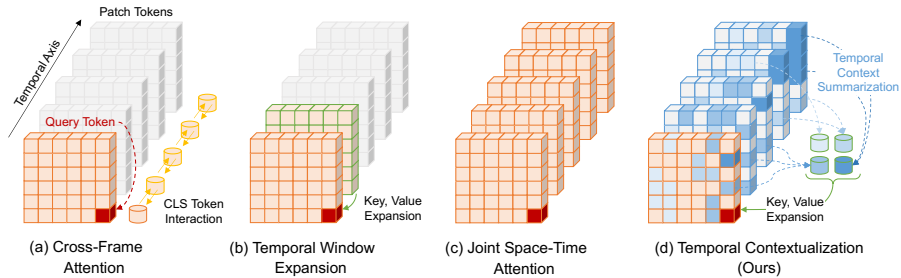 Patch Tokens
Temporal Axis
Query Token
CLS Token
Interaction
(a) Cross-Frame
Attention
Key, Value
Expansion
(b) Temporal Window
Expansion
(c) Joint Space-Time
Attention
Temporal
Context
Summarization
Key, Value
Expansion
(d) Temporal Contextualization
(Ours)